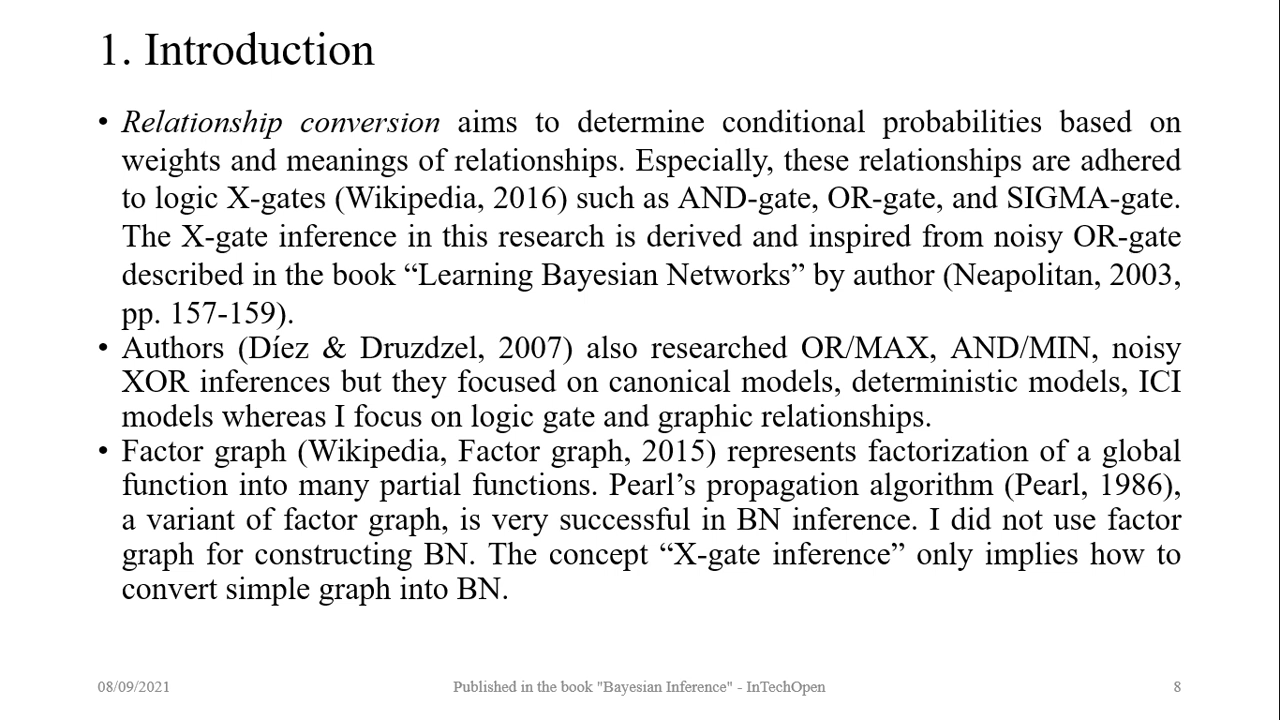 1. Introduction
• Relationship conversion aims to determine conditional probabilities based on
weights and meanings of relationships. Especially, these relationships are adhered
to logic X-gates (Wikipedia, 2016) such as AND-gate, OR-gate, and SIGMA-gate.
The X-gate inference in this research is derived and inspired from noisy OR-gate
described in the book “Learning Bayesian Networks” by author (Neapolitan, 2003,
pp. 157-159).
• Authors (Díez & Druzdzel, 2007) also researched OR/MAX, AND/MIN, noisy
XOR inferences but they focused on canonical models, deterministic models, ICI
models whereas I focus on logic gate and graphic relationships.
• Factor graph (Wikipedia, Factor graph, 2015) represents factorization of a global
function into many partial functions. Pearl’s propagation algorithm (Pearl, 1986),
a variant of factor graph, is very successful in BN inference. I did not use factor
graph for constructing BN. The concept “X-gate inference” only implies how to
convert simple graph into BN.
08/09/2021
Published in the book "Bayesian Inference" - InTechOpen
8